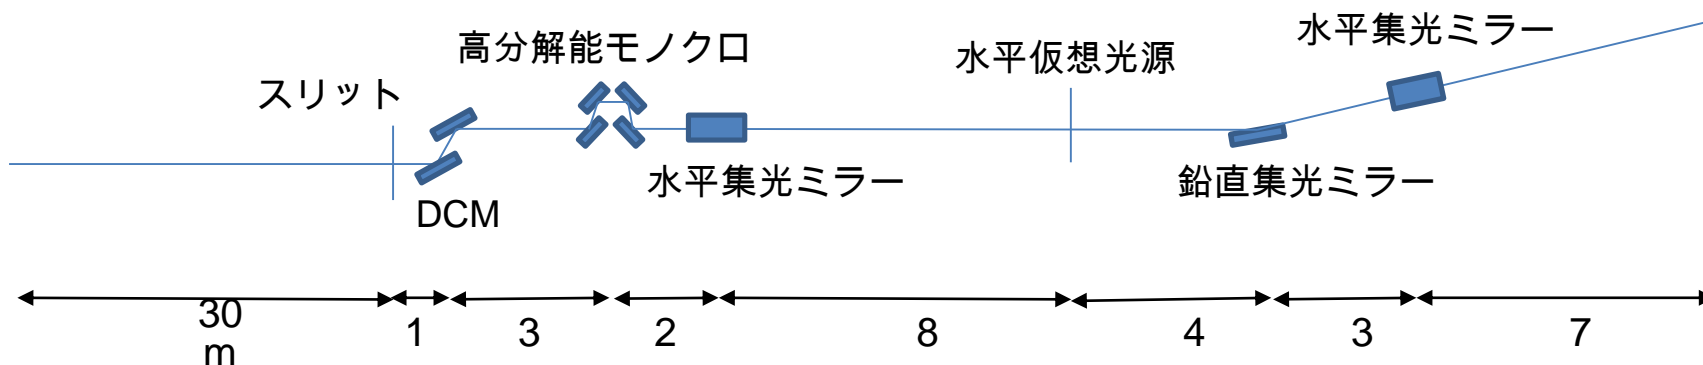 水平集光ミラー
高分解能モノクロ
水平仮想光源
スリット
水平集光ミラー
鉛直集光ミラー
DCM
30
m
1
3
2
8
4
3
7